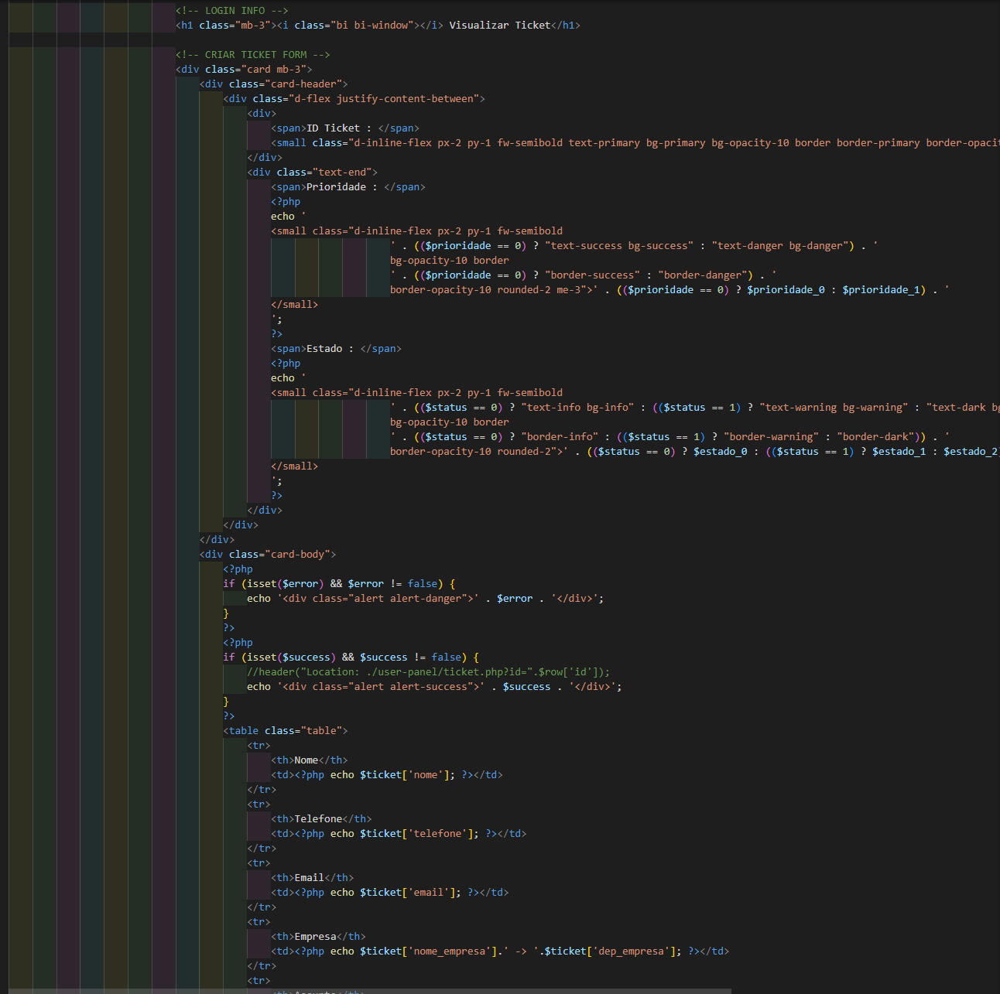 <!-- LOGIN INFO -->
<h1 class="mb-3"><i class="bi bi-window"></i> Visualizar Ticket</h1>
<!-- CRIAR TICKET FORM -->
<div class="card mb-3">
<div class="card-header">
<div class="d-flex justify-content-between">
<div>
<span>ID Ticket : </span>
<small class="d-inline-flex px-2 py-1 fw-semibold text-primary bg-primary bg-opacity-10 border border-primary border-opacit
</div>
<div class="text-end">
<span>Prioridade : </span>
<?php
echo '
<small class="d-inline-flex px-2 py-1 fw-semibold
' . (($prioridade == 0) ? "text-success bg-success" : "text-danger bg-danger") . '
bg-opacity-10 border
' . (($prioridade == 0) ? "border-success" : "border-danger") . '
border-opacity-10 rounded-2 me-3">' . (($prioridade == 0) ? $prioridade_0 : $prioridade_1) . '
</small>
';
?>
<span>Estado : </span>
<?php
echo '
<small class="d-inline-flex px-2 py-1 fw-semibold
' . (($status == 0) ? "text-info bg-info" : (($status == 1) ? "text-warning bg-warning" : "text-dark bg
bg-opacity-10 border
' . (($status == 0) ? "border-info" : (($status == 1) ? "border-warning" : "border-dark")) . '
border-opacity-10 rounded-2">' . (($status == 0) ? $estado_0 : (($status == 1) ? $estado_1 : $estado_2)
</small>
';
?>
</div>
</div>
</div>
<div class="card-body">
<?php
if (isset($error) && $error != false) {
echo '<div class="alert alert-danger">' . $error . '</div>';
}
?>
<?php
if (isset($success) && $success != false) {
//header("Location: ./user-panel/ticket.php?id=".$row['id']);
echo '<div class="alert alert-success">' . $success . '</div>';
}
?>
<table class="table">
<tr>
<th>Nome</th>
<td><?php echo $ticket['nome']; ?></td>
</tr>
<tr>
<th>Telefone</th>
<td><?php echo $ticket['telefone']; ?></td>
</tr>
<tr>
<th>Email</th>
<td><?php echo $ticket['email']; ?></td>
</tr>
<tr>
<th>Empresa</th>
<td><?php echo $ticket['nome_empresa'].' -> '.$ticket['dep_empresa']; ?></td>
</tr>
<tr>